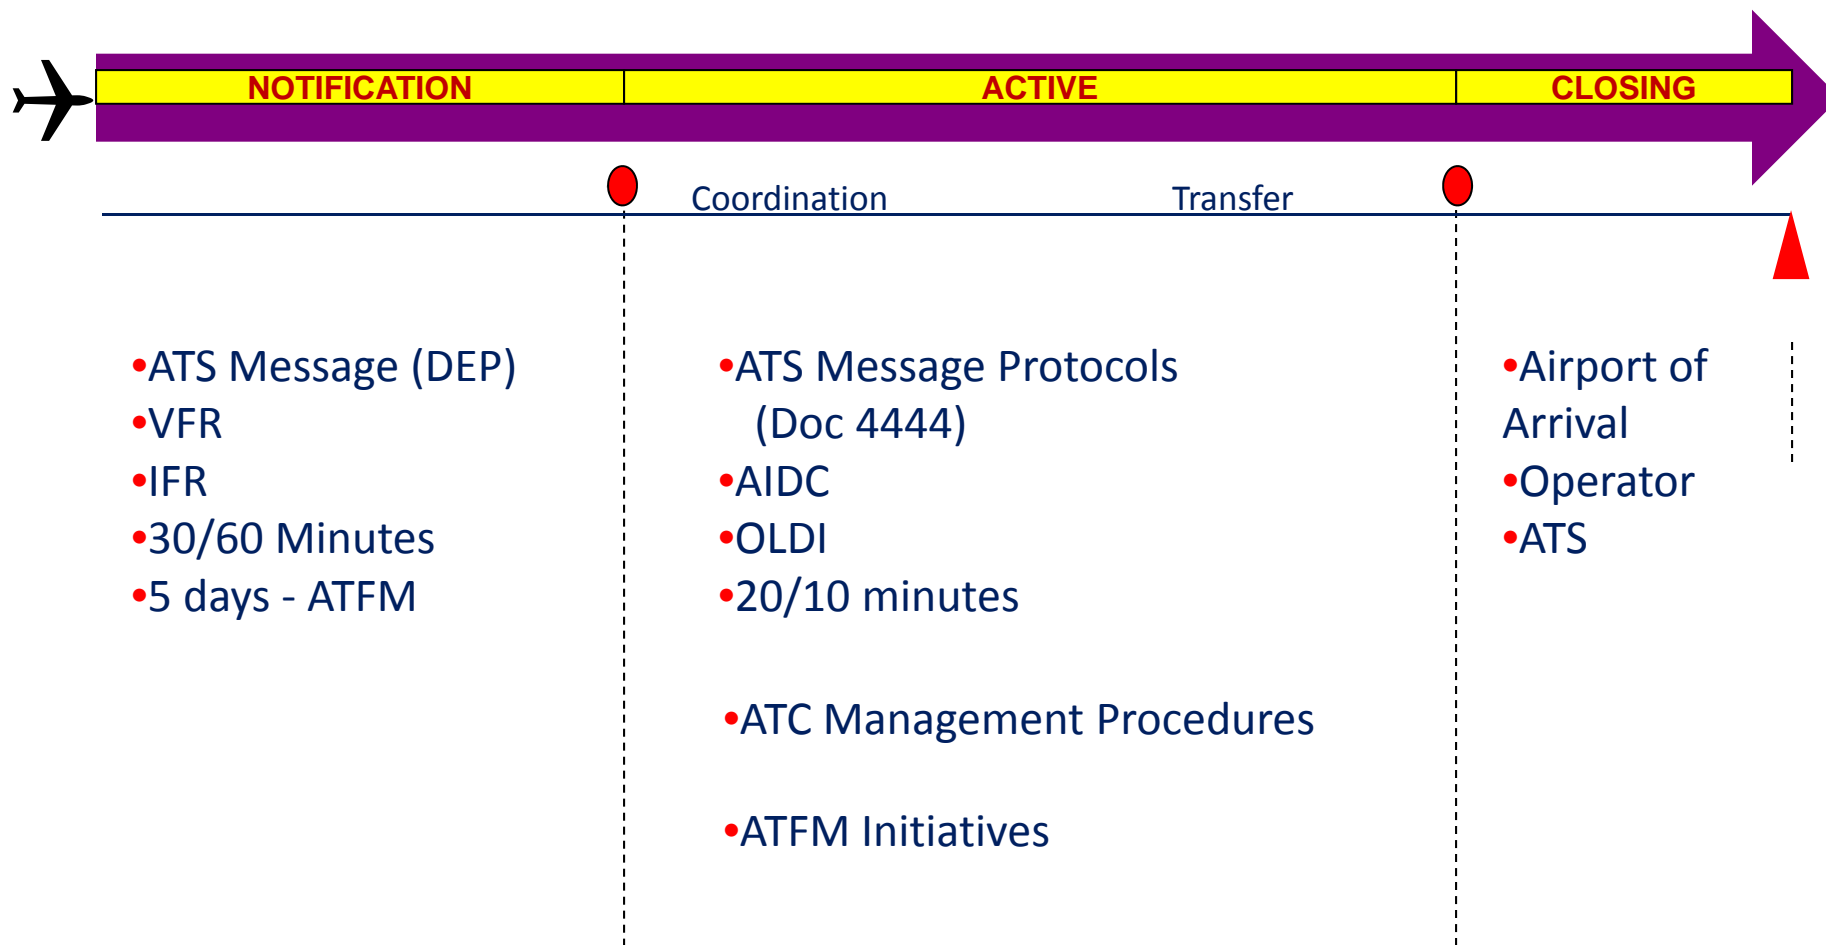 NOTIFICATION
ACTIVE
CLOSING
Coordination
Transfer
•ATS Message (DEP)
•VFR
•IFR
•30/60 Minutes
•5 days - ATFM
•ATS Message Protocols
(Doc 4444)
•AIDC
•OLDI
•20/10 minutes
•ATC Management Procedures
•ATFM Initiatives
•Airport of
Arrival
•Operator
•ATS